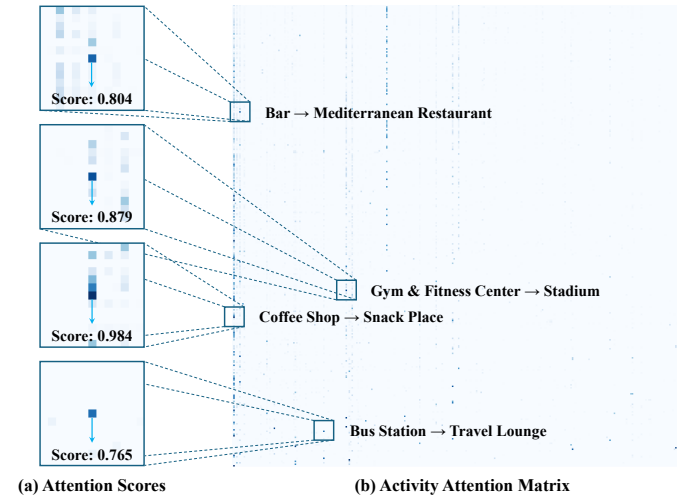 Score: 0.804
Bar → Mediterranean Restaurant
Score: 0.879
Gym & Fitness Center → Stadium
Coffee Shop → Snack Place
Score: 0.984
Bus Station → Travel Lounge
Score: 0.765
(a) Attention Scores
(b) Activity Attention Matrix